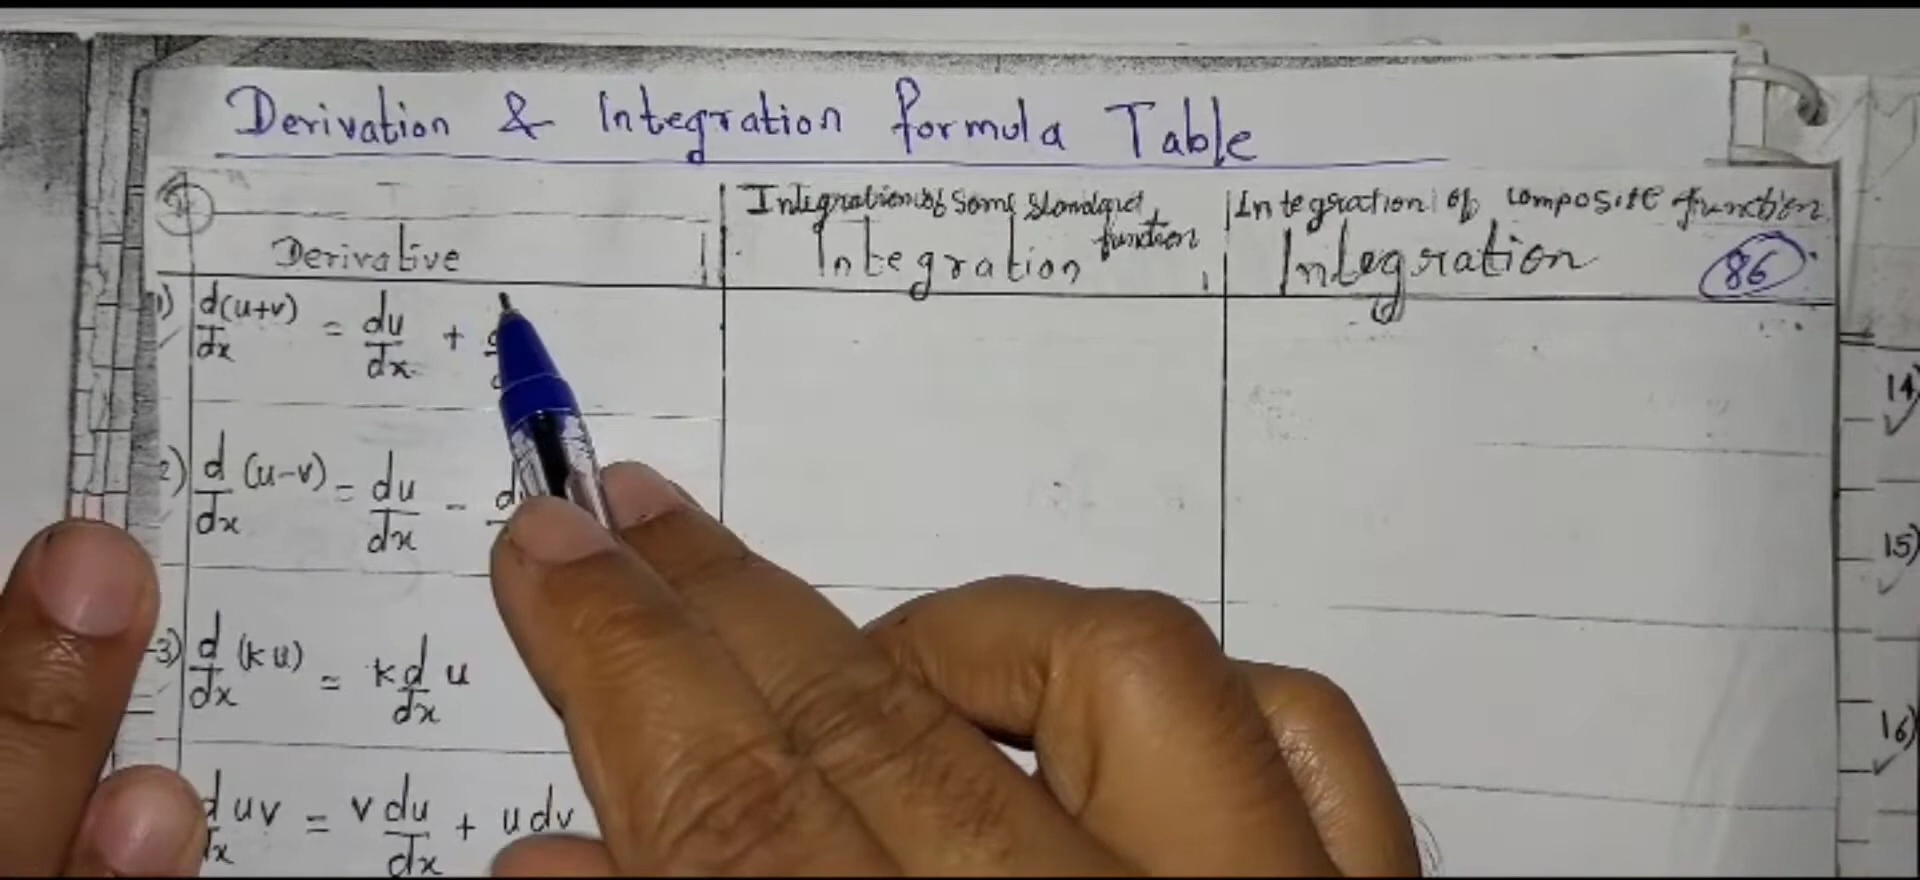 Derivation & Integration formula Table
Derivative
Integration of Some Standard function
Integration
Integration of composite function
Integration
86
1) d(u+v)/dx = du/dx +
2) d/dx (u-v) = du/dx - d
3) d/dx (ku) = k d/dx u
d uv = v du/dx + u dv
14)
15)
16)